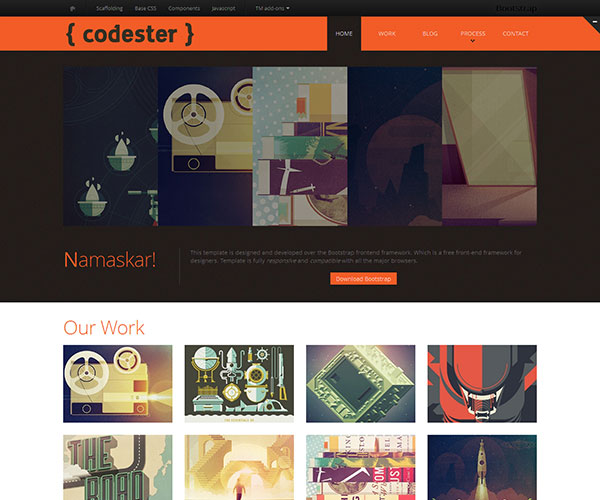 Scaffolding Base CSS Components Javascript TM add-ons Bootstrap
{ codester }
HOME WORK BLOG PROCESS CONTACT
Namaskar!
This template is designed and developed over the Bootstrap frontend framework. Which is a free front-end framework for
designers. Template is fully responsive and compatible with all the major browsers.
Download Bootstrap
Our Work
THE
ROAD